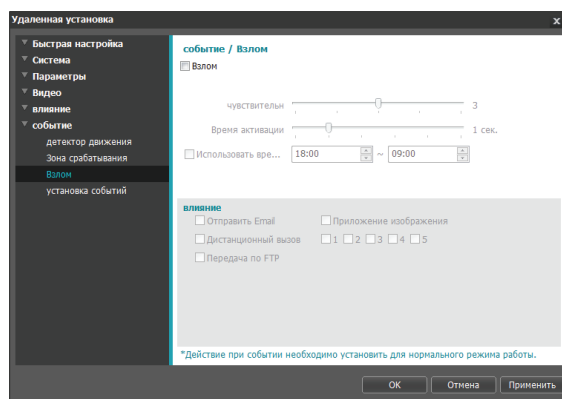 Удаленная установка x
Быстрая настройка
Система
Параметры
Видео
влияние
событие
детектор движения
Зона срабатывания
Взлом
установка событий
событие / Взлом
Взлом
чувствительн 3
Время активации 1 сек.
Использовать вре... 18:00 ~ 09:00
влияние
Отправить Email Приложение изображения
Дистанционный вызов 1 2 3 4 5
Передача по FTP
*Действие при событии необходимо установить для нормального режима работы.
OK Отмена Применить